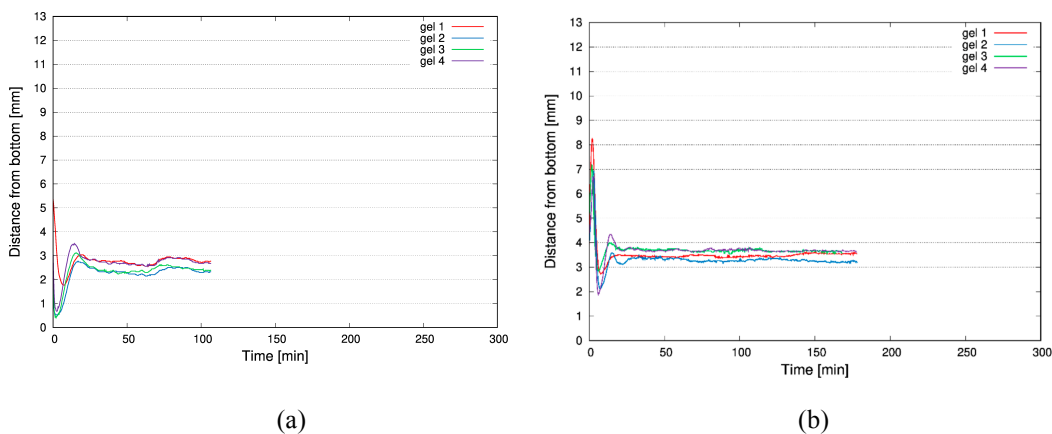 13
12
11
10
9
8
7
6
5
4
3
2
1
0
Distance from bottom [mm]
gel 1
gel 2
gel 3
gel 4
0 50 100 150 200 250 300
Time [min]
(a)
13
12
11
10
9
8
7
6
5
4
3
2
1
0
Distance from bottom [mm]
gel 1
gel 2
gel 3
gel 4
0 50 100 150 200 250 300
Time [min]
(b)